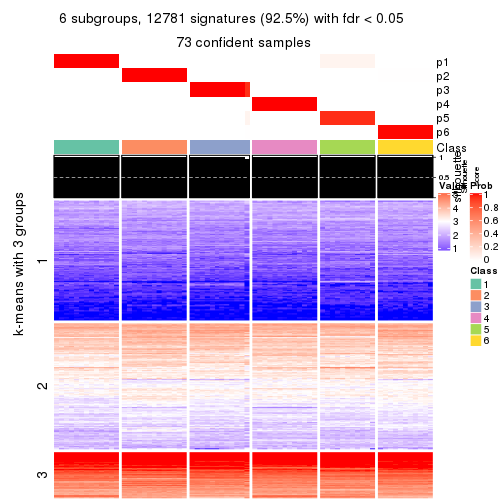 6 subgroups, 12781 signatures (92.5%) with fdr < 0.05
73 confident samples
p1
p2
p3
p4
p5
p6
Class
1
0.5
silhouette
score
Value
4
3
2
1
Prob
1
0.8
0.6
0.4
0.2
0
Class
1
2
3
4
5
6
k-means with 3 groups
1
2
3